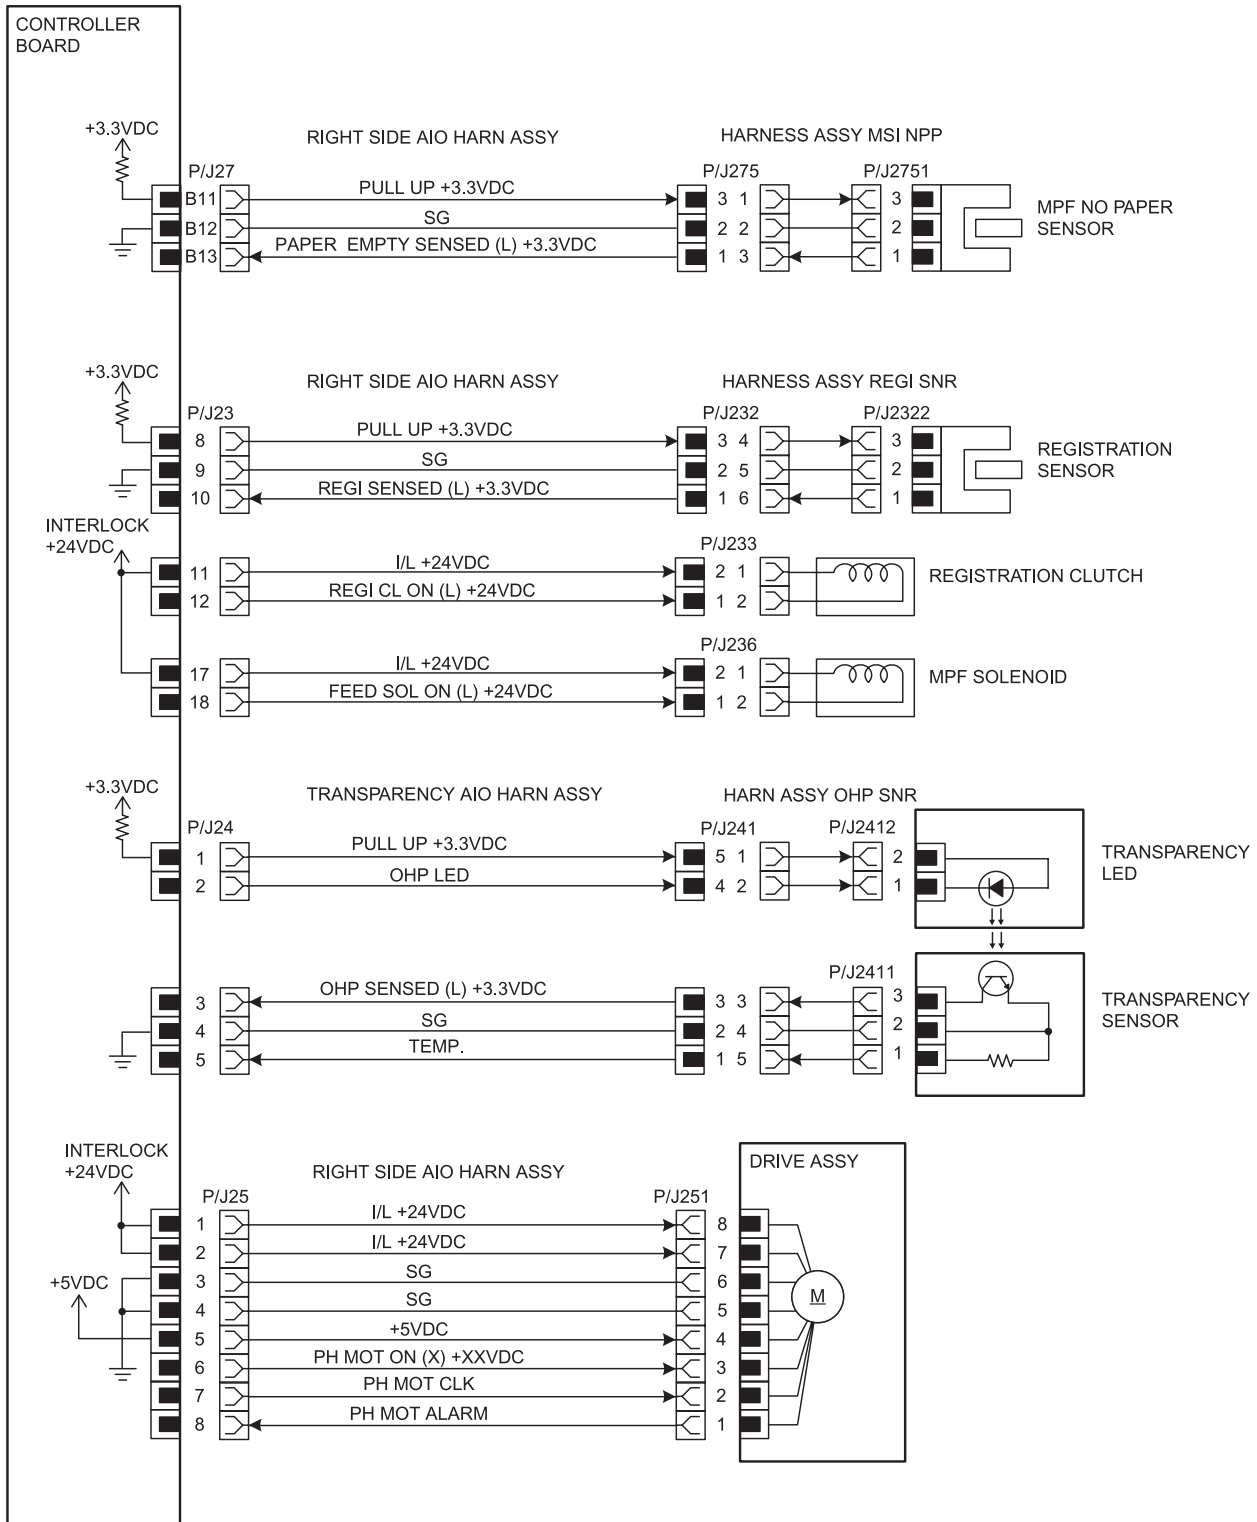 CONTROLLER
BOARD
+3.3VDC
RIGHT SIDE AIO HARN ASSY
HARNESS ASSY MSI NPP
P/J27
P/J275
P/J2751
B11 PULL UP +3.3VDC 3 1 3
B12 SG 2 2 2
B13 PAPER EMPTY SENSED (L) +3.3VDC 1 3 1
MPF NO PAPER
SENSOR
+3.3VDC
RIGHT SIDE AIO HARN ASSY
HARNESS ASSY REGI SNR
P/J23
P/J232
P/J2322
8 PULL UP +3.3VDC 3 4 3
9 SG 2 5 2
10 REGI SENSED (L) +3.3VDC 1 6 1
REGISTRATION
SENSOR
INTERLOCK
+24VDC
P/J233
11 I/L +24VDC 2 1
12 REGI CL ON (L) +24VDC 1 2
REGISTRATION CLUTCH
P/J236
17 I/L +24VDC 2 1
18 FEED SOL ON (L) +24VDC 1 2
MPF SOLENOID
+3.3VDC
TRANSPARENCY AIO HARN ASSY
HARN ASSY OHP SNR
P/J24
P/J241
P/J2412
1 PULL UP +3.3VDC 5 1 2
2 OHP LED 4 2 1
TRANSPARENCY
LED
P/J2411
3 OHP SENSED (L) +3.3VDC 3 3 3
4 SG 2 4 2
5 TEMP. 1 5 1
TRANSPARENCY
SENSOR
INTERLOCK
+24VDC
RIGHT SIDE AIO HARN ASSY
DRIVE ASSY
P/J25
P/J251
1 I/L +24VDC 8
2 I/L +24VDC 7
+5VDC
3 SG 6
4 SG 5
5 +5VDC 4
6 PH MOT ON (X) +XXVDC 3
7 PH MOT CLK 2
8 PH MOT ALARM 1
M